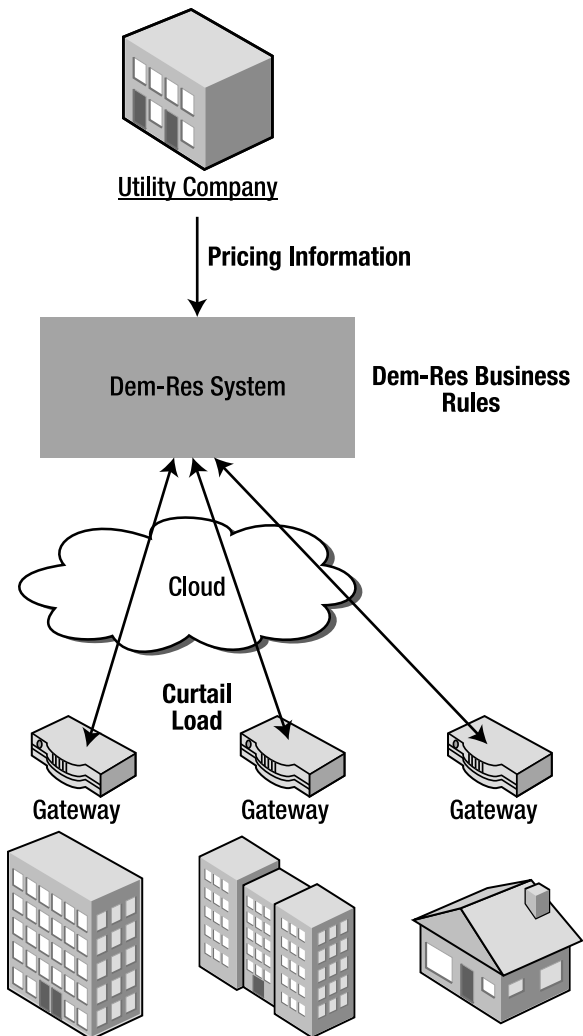 Utility Company
Pricing Information
Dem-Res System
Dem-Res Business
Rules
Cloud
Curtail
Load
Gateway
Gateway
Gateway